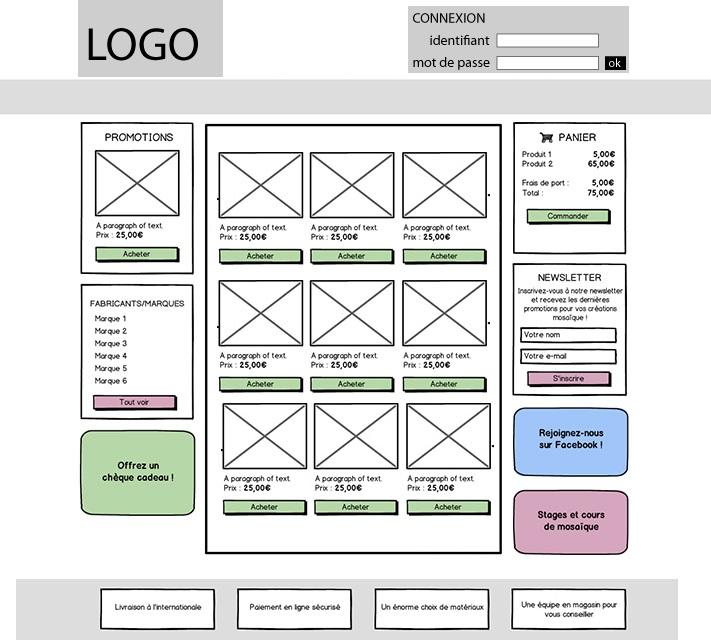 LOGO
CONNEXION
identifiant
mot de passe
ok
PROMOTIONS
A paragraph of text.
Prix : 25,00€
Acheter
FABRICANTS/MARQUES
Marque 1
Marque 2
Marque 3
Marque 4
Marque 5
Marque 6
Tout voir
Offrez un
chèque cadeau !
A paragraph of text.
Prix : 25,00€
Acheter
A paragraph of text.
Prix : 25,00€
Acheter
A paragraph of text.
Prix : 25,00€
Acheter
A paragraph of text.
Prix : 25,00€
Acheter
A paragraph of text.
Prix : 25,00€
Acheter
A paragraph of text.
Prix : 25,00€
Acheter
A paragraph of text.
Prix : 25,00€
Acheter
A paragraph of text.
Prix : 25,00€
Acheter
A paragraph of text.
Prix : 25,00€
Acheter
PANIER
Produit 1 5,00€
Produit 2 65,00€
Frais de port : 5,00€
Total : 75,00€
Commander
NEWSLETTER
Inscrivez-vous à notre newsletter
et recevez les dernières
promotions pour vos créations
mosaïque !
Votre nom
Votre e-mail
S'inscrire
Rejoignez-nous
sur Facebook !
Stages et cours
de mosaïque
Livraison à l'internationale
Paiement en ligne sécurisé
Un énorme choix de matériaux
Une équipe en magasin pour
vous conseiller